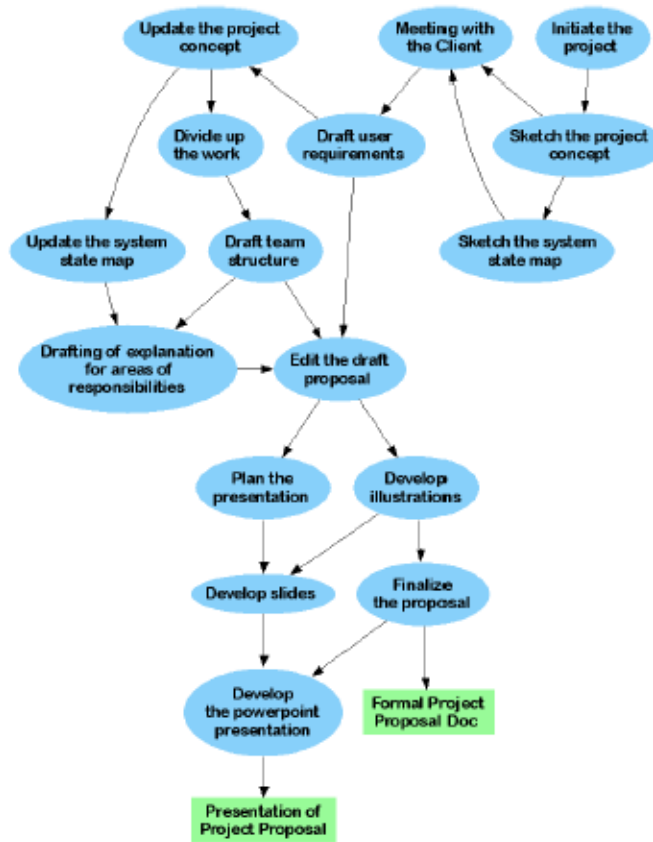 Update the project
concept
Meeting with
the Client
Initiate the
project
Divide up
the work
Draft user
requirements
Sketch the project
concept
Update the system
state map
Draft team
structure
Sketch the system
state map
Drafting of explanation
for areas of
responsibilities
Edit the draft
proposal
Plan the
presentation
Develop
illustrations
Develop slides
Finalize
the proposal
Develop
the powerpoint
presentation
Formal Project
Proposal Doc
Presentation of
Project Proposal